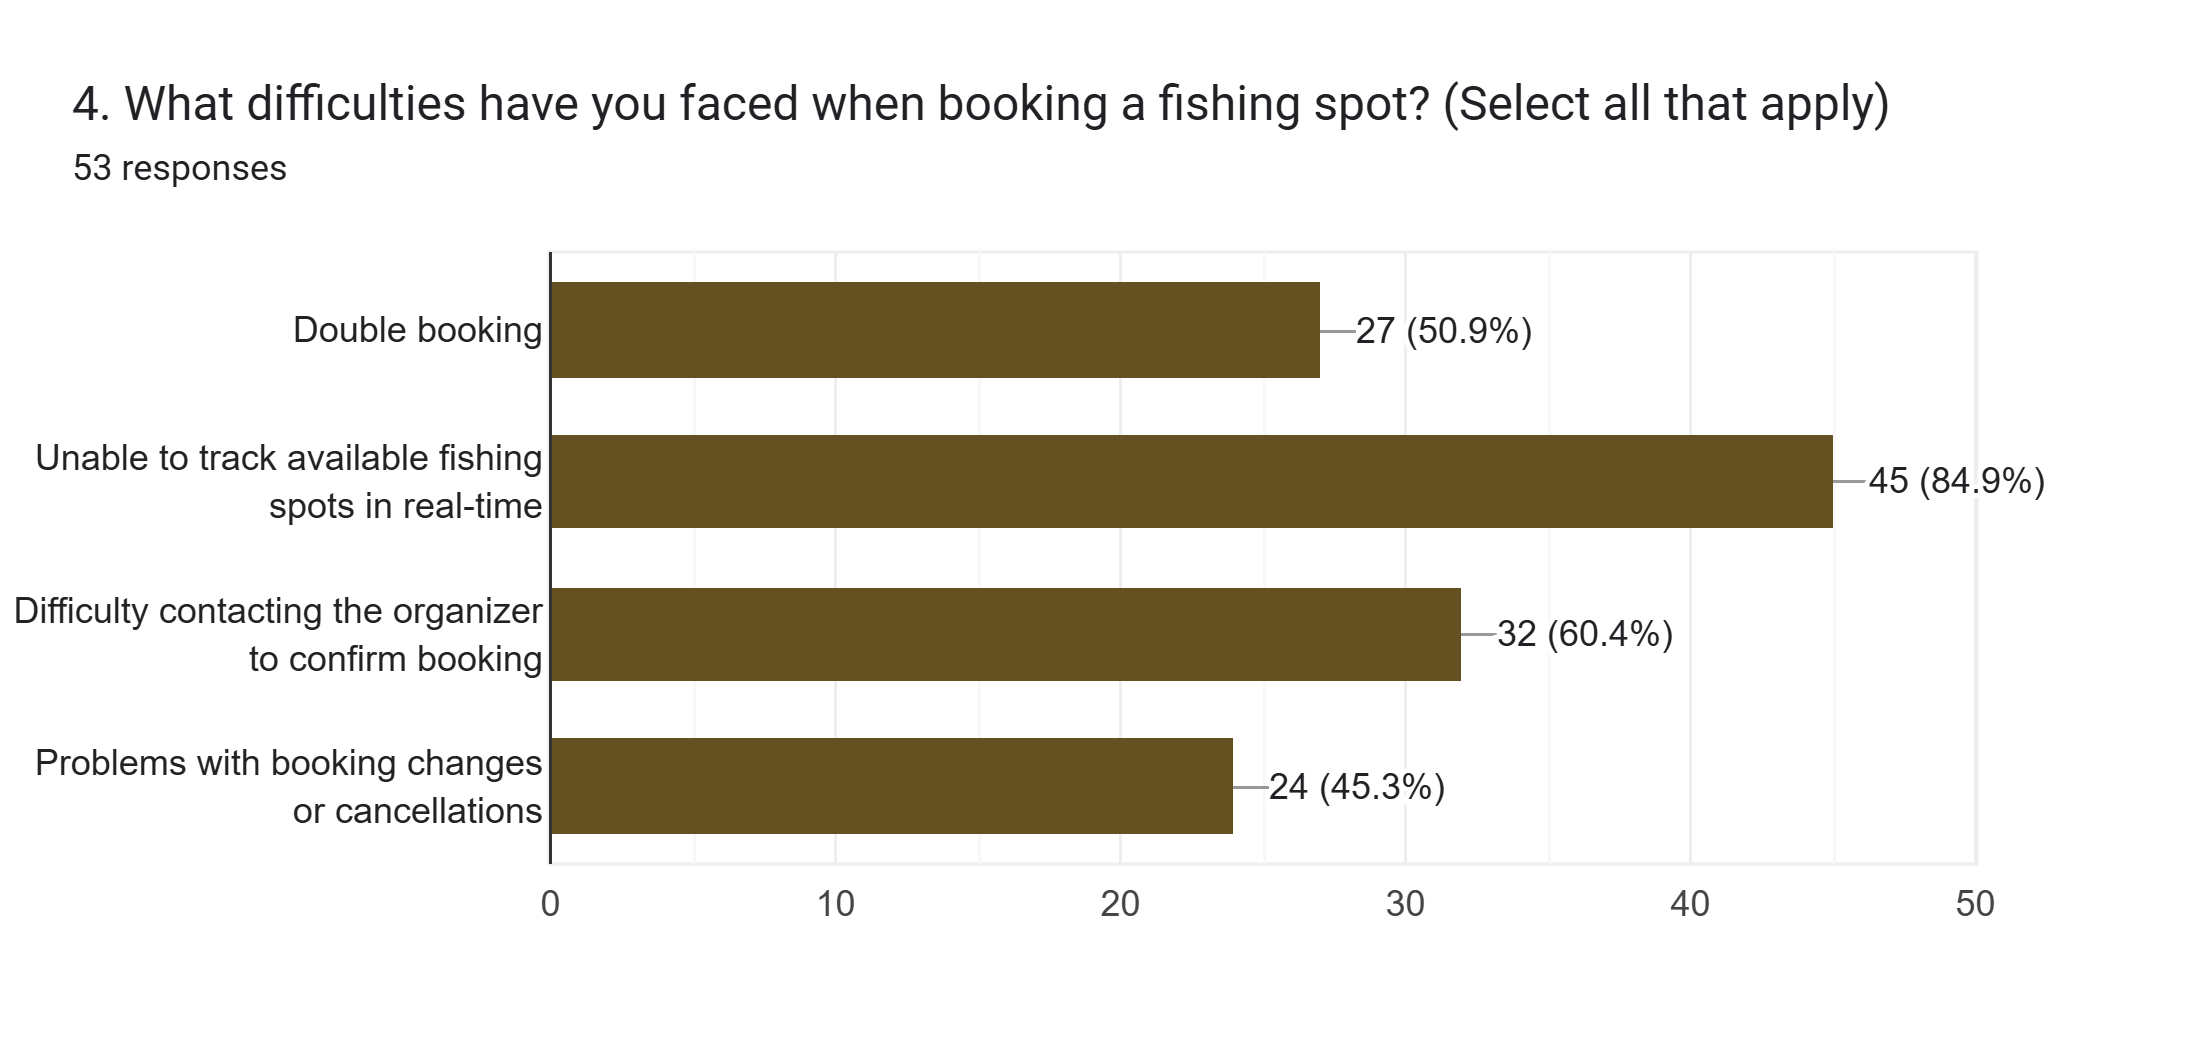 4. What difficulties have you faced when booking a fishing spot? (Select all that apply)
53 responses
Double booking
27 (50.9%)
Unable to track available fishing
spots in real-time
45 (84.9%)
Difficulty contacting the organizer
to confirm booking
32 (60.4%)
Problems with booking changes
or cancellations
24 (45.3%)
0 10 20 30 40 50